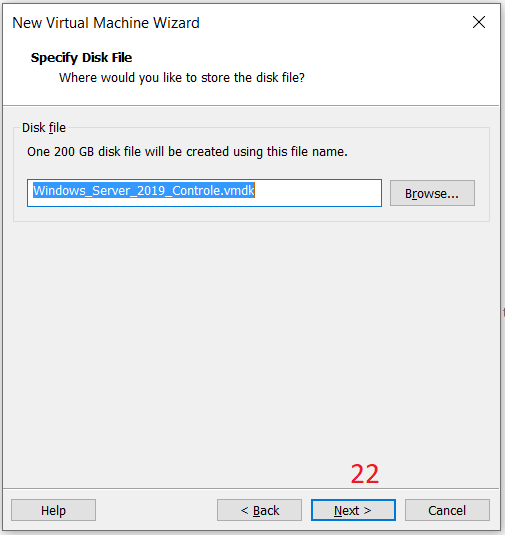 New Virtual Machine Wizard
Specify Disk File
Where would you like to store the disk file?
Disk file
One 200 GB disk file will be created using this file name.
Windows_Server_2019_Controle.vmdk
Browse...
22
Help
< Back
Next >
Cancel